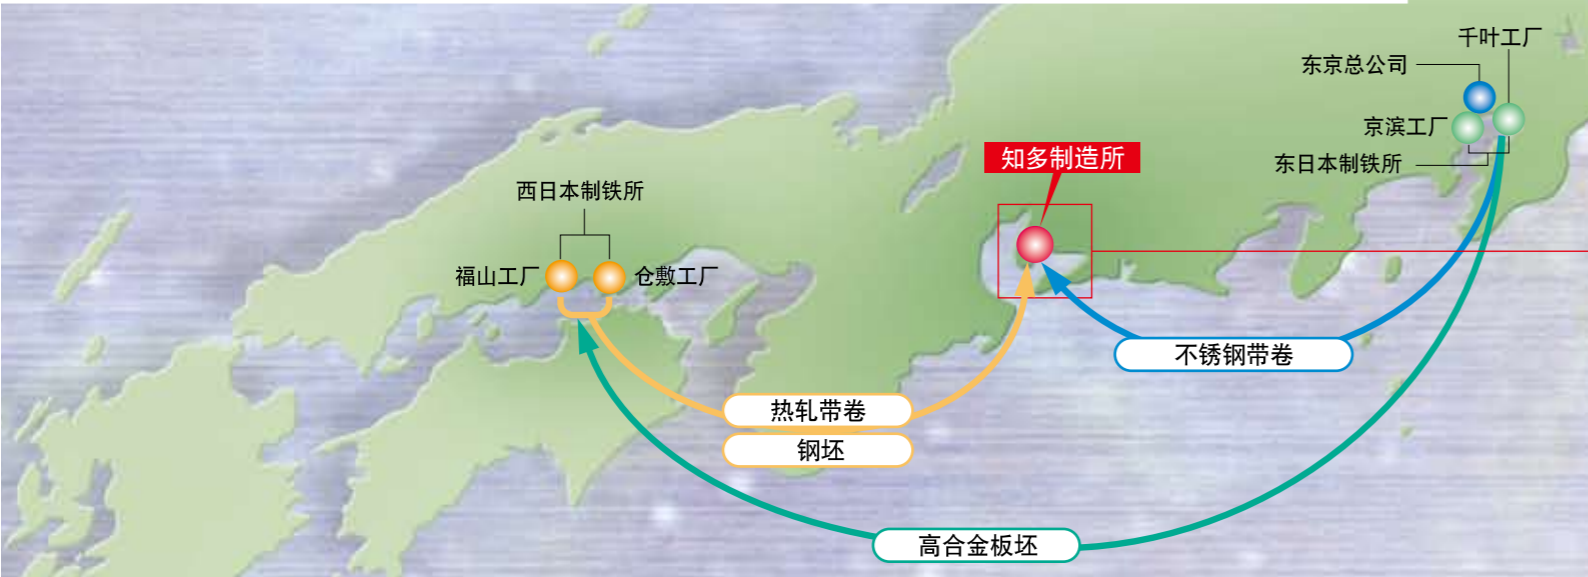 千叶工厂
东京总公司
京滨工厂
东日本制铁所
知多制造所
西日本制铁所
福山工厂
仓敷工厂
不锈钢带卷
热轧带卷
钢坯
高合金板坯